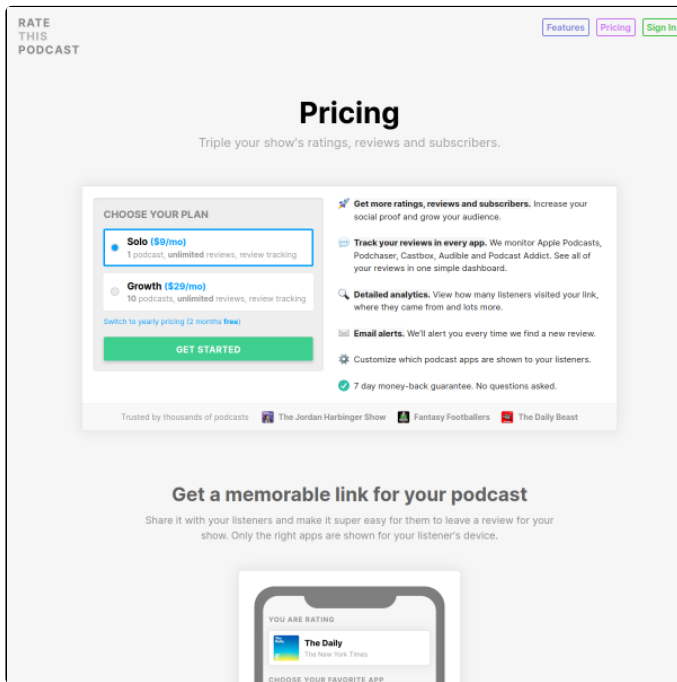 RATE
THIS
PODCAST
Features
Pricing
Sign In
Pricing
Triple your show's ratings, reviews and subscribers.
CHOOSE YOUR PLAN
Solo ($9/mo)
1 podcast, unlimited reviews, review tracking
Growth ($29/mo)
10 podcasts, unlimited reviews, review tracking
Switch to yearly pricing (2 months free)
GET STARTED
Get more ratings, reviews and subscribers. Increase your
social proof and grow your audience.
Track your reviews in every app. We monitor Apple Podcasts,
Podchaser, Castbox, Audible and Podcast Addict. See all of
your reviews in one simple dashboard.
Detailed analytics. View how many listeners visited your link,
where they came from and lots more.
Email alerts. We'll alert you every time we find a new review.
Customize which podcast apps are shown to your listeners.
7 day money-back guarantee. No questions asked.
Trusted by thousands of podcasts
The Jordan Harbinger Show
Fantasy Footballers
The Daily Beast
Get a memorable link for your podcast
Share it with your listeners and make it super easy for them to leave a review for your
show. Only the right apps are shown for your listener's device.
YOU ARE RATING
The Daily
The New York Times
CHOOSE YOUR FAVORITE APP